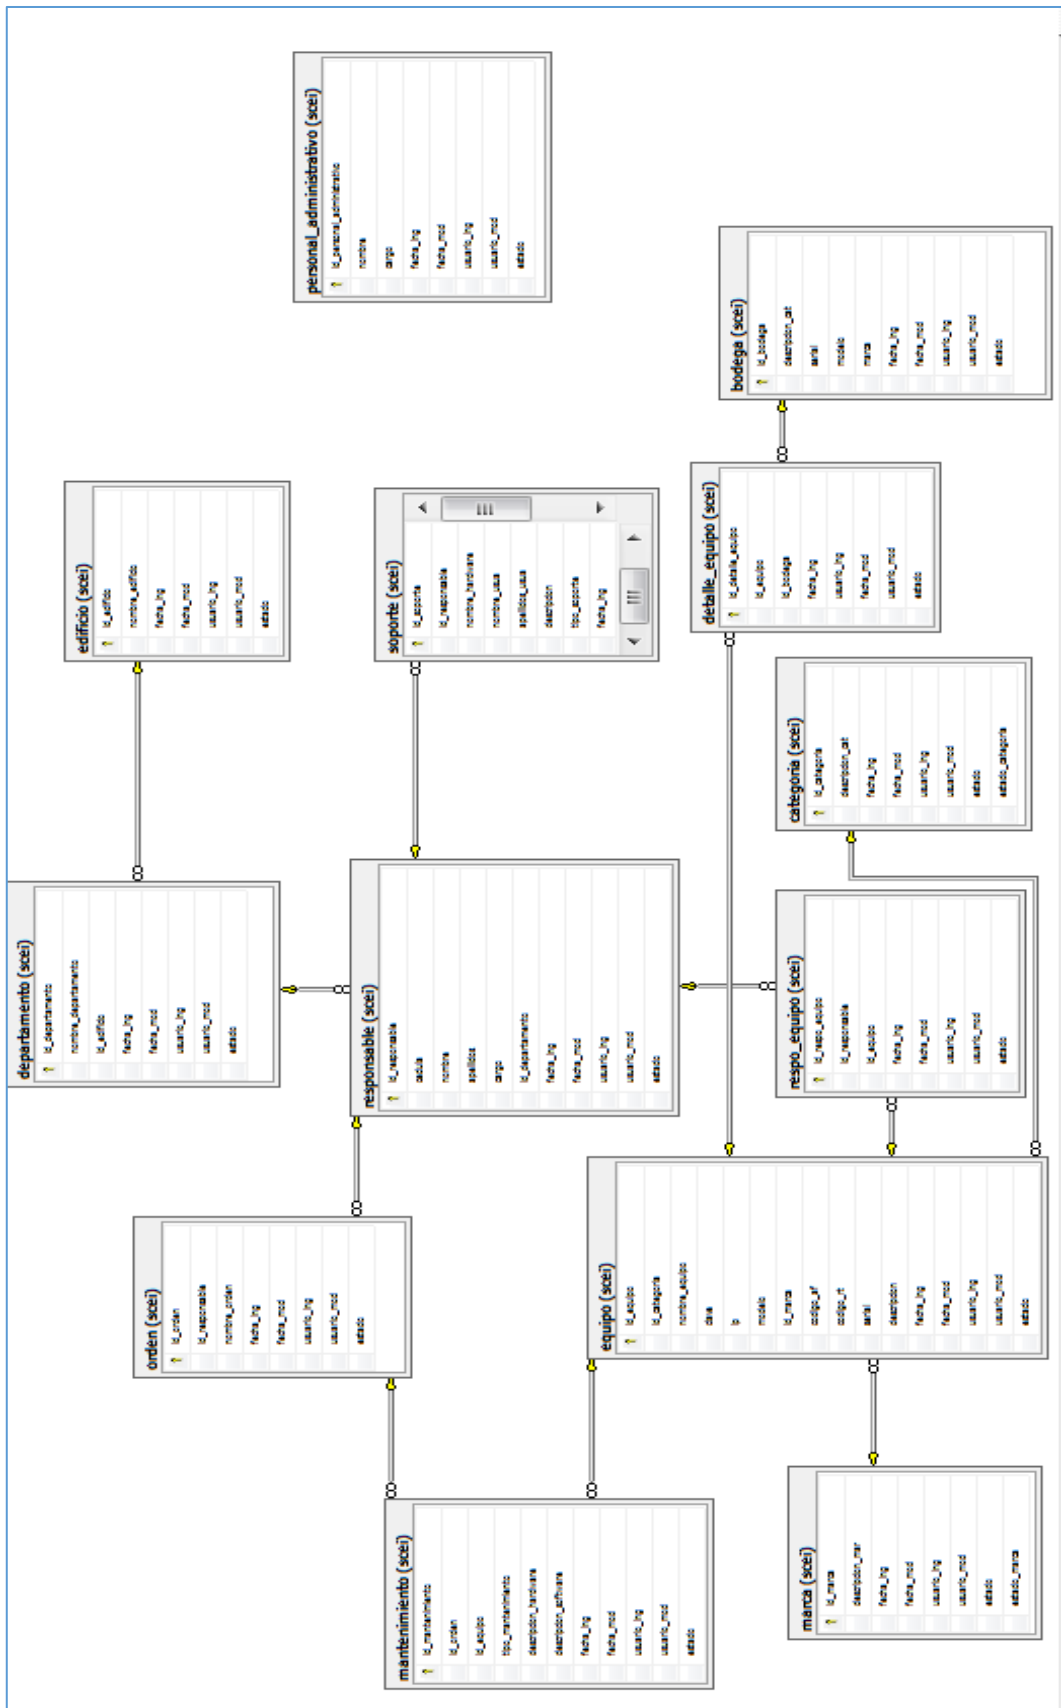 departamento (scei)
id_departamento
nombre_departamento
id_edificio
fecha_ing
fecha_mod
usuario_ing
usuario_mod
estado
edificio (scei)
id_edificio
nombre_edificio
fecha_ing
fecha_mod
usuario_ing
usuario_mod
estado
orden (scei)
id_orden
id_responsable
nombre_orden
fecha_ing
fecha_mod
usuario_ing
usuario_mod
estado
personal_administrativo (scei)
id_personal_administrativo
nombre
cargo
fecha_ing
fecha_mod
usuario_ing
usuario_mod
estado
mantenimiento (scei)
id_mantenimiento
id_orden
id_equipo
tipo_mantenimiento
descripcion_hardware
descripcion_software
fecha_ing
fecha_mod
usuario_ing
usuario_mod
estado
responsable (scei)
id_responsable
cedula
nombre
apellidos
cargo
id_departamento
fecha_ing
fecha_mod
usuario_ing
usuario_mod
estado
soporte (scei)
id_soporte
id_responsable
nombre_hardware
nombre_usua
apellidos_usua
descripcion
tipo_soporte
fecha_ing
equipo (scei)
id_equipo
id_categoria
nombre_equipo
clave
ip
modelo
id_marca
codigo_af
codigo_rt
serial
descripcion
fecha_ing
fecha_mod
usuario_ing
usuario_mod
estado
detalle_equipo (scei)
id_detalle_equipo
id_equipo
id_bodega
fecha_ing
usuario_ing
fecha_mod
usuario_mod
estado
bodega (scei)
id_bodega
descripcion_cat
serial
modelo
marca
fecha_ing
fecha_mod
usuario_ing
usuario_mod
estado
marca (scei)
id_marca
descripcion_mar
fecha_ing
fecha_mod
usuario_ing
usuario_mod
estado
estado_marca
respo_equipo (scei)
id_respo_equipo
id_responsable
id_equipo
fecha_ing
fecha_mod
usuario_ing
usuario_mod
estado
categoria (scei)
id_categoria
descripcion_cat
fecha_ing
fecha_mod
usuario_ing
usuario_mod
estado
estado_categoria